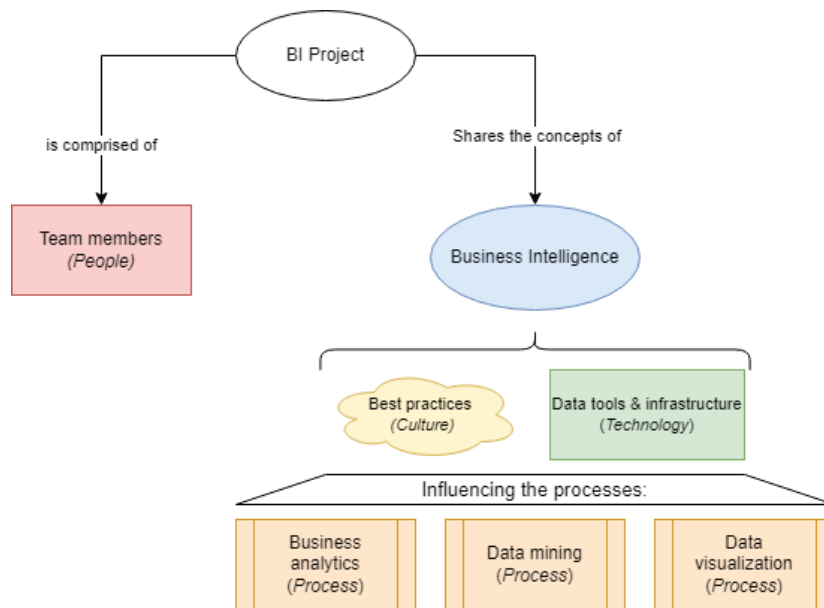 BI Project
is comprised of
Shares the concepts of
Team members
(People)
Business Intelligence
Best practices
(Culture)
Data tools & infrastructure
(Technology)
Influencing the processes:
Business
analytics
(Process)
Data mining
(Process)
Data
visualization
(Process)